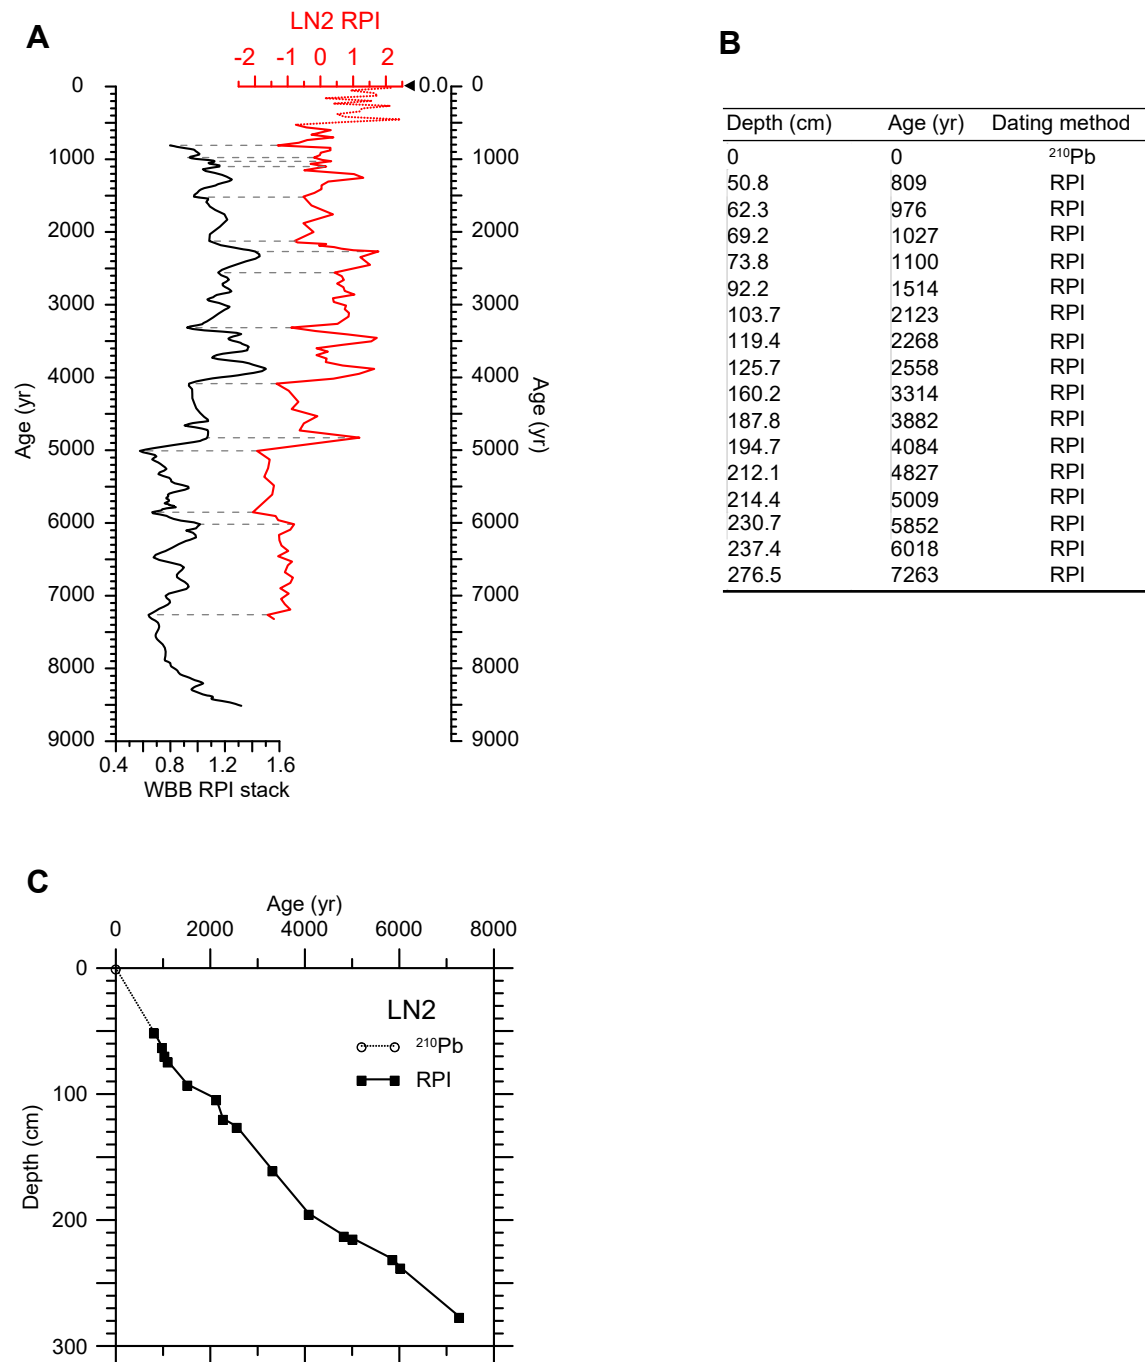 A
LN2 RPI
-2 -1 0 1 2
0 0.0 0
1000 1000
2000 2000
3000 3000
4000 4000
5000 5000
6000 6000
7000 7000
8000 8000
9000 9000
Age (yr)
Age (yr)
0.4 0.8 1.2 1.6
WBB RPI stack
B
Depth (cm) Age (yr) Dating method
0 0 ²¹⁰Pb
50.8 809 RPI
62.3 976 RPI
69.2 1027 RPI
73.8 1100 RPI
92.2 1514 RPI
103.7 2123 RPI
119.4 2268 RPI
125.7 2558 RPI
160.2 3314 RPI
187.8 3882 RPI
194.7 4084 RPI
212.1 4827 RPI
214.4 5009 RPI
230.7 5852 RPI
237.4 6018 RPI
276.5 7263 RPI
C
Age (yr)
0 2000 4000 6000 8000
0
100
200
300
Depth (cm)
LN2
²¹⁰Pb
RPI